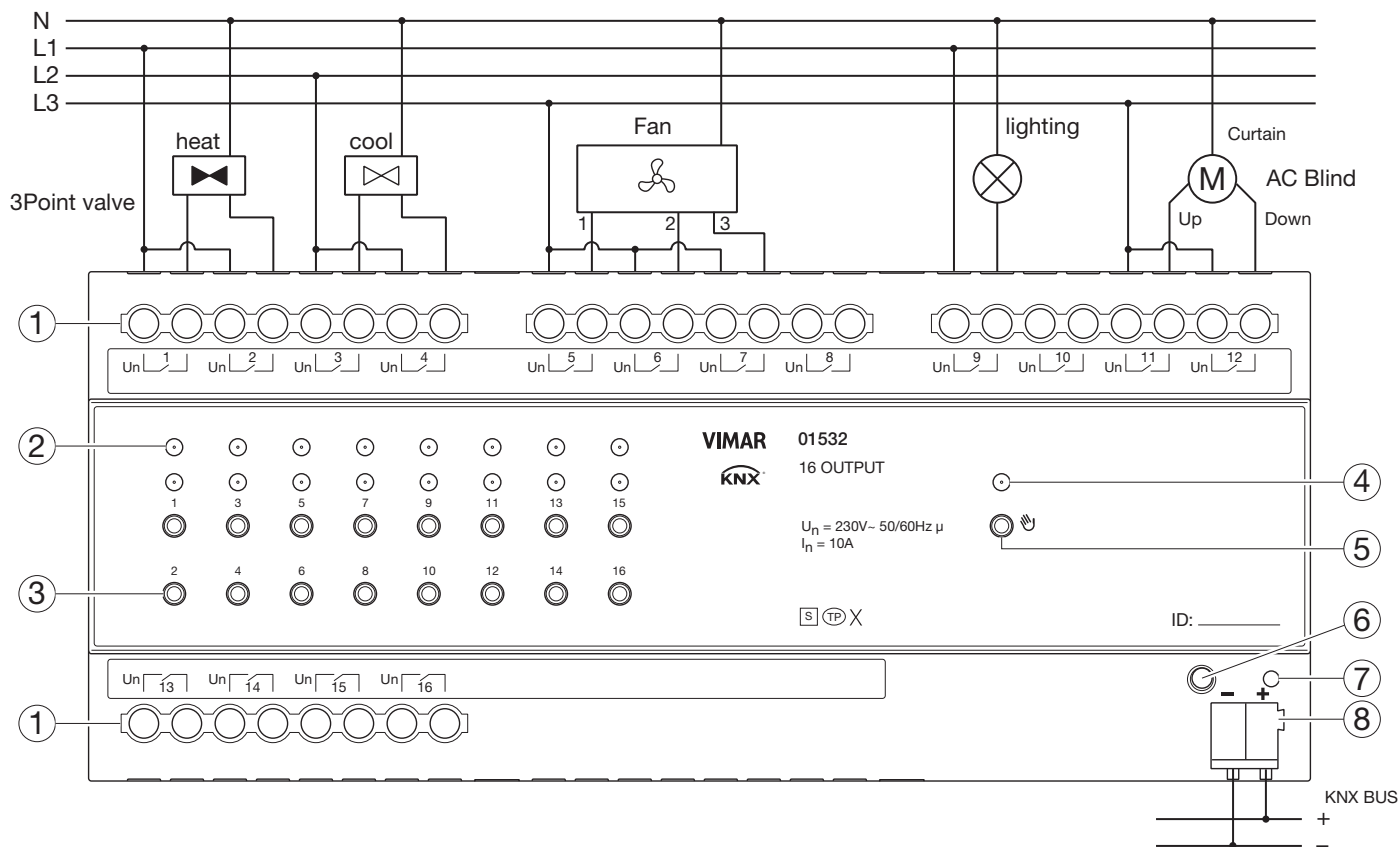 N
L1
L2
L3
heat
cool
Fan
lighting
Curtain
3Point valve
M
AC Blind
1
2
3
Up
Down
1
Un 1 Un 2 Un 3 Un 4 Un 5 Un 6 Un 7 Un 8 Un 9 Un 10 Un 11 Un 12
2
VIMAR 01532
KNX 16 OUTPUT
4
1 3 5 7 9 11 13 15
Un = 230V~ 50/60Hz µ
In = 10A
5
2 4 6 8 10 12 14 16
3
S TP X
ID: ________
6
Un 13 Un 14 Un 15 Un 16
7
- +
1
8
KNX BUS
+
–